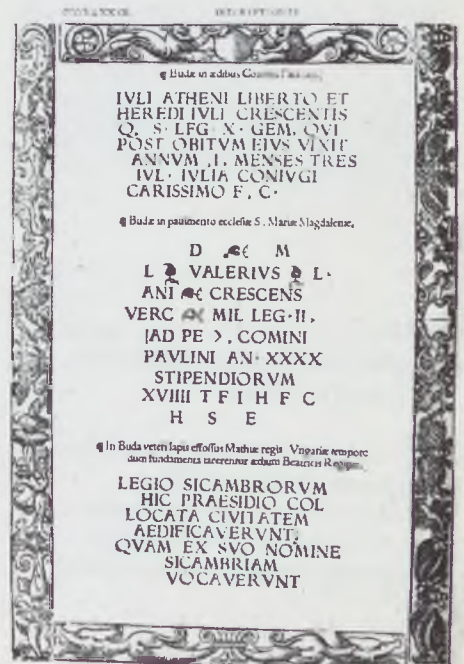 INSCRIPTIONES
¶ Budæ in ædibus
IVLI ATHENI LIBERTO ET
HEREDI IVLI CRESCENTIS
Q. S. LEG. X. GEM. QVI
POST OBITVM EIVS VIXIT
ANNVM .I. MENSES TRES
IVL. IVLIA CONIVGI
CARISSIMO F. C.
¶ Budæ in pauimento ecclesiæ S. Mariæ Magdalenæ.
D M
L VALERIVS L.
ANI CRESCENS
VERC MIL LEG.II.
IAD PE >. COMINI
PAVLINI AN. XXXX
STIPENDIORVM
XVIIII T F I H F C
H S E
¶ In Buda veteri lapis effossus Mathiæ regis Vngariæ tempore
dum fundamenta iacerentur ædium Beatricis Reginæ.
LEGIO SICAMBRORVM
HIC PRAESIDIO COL
LOCATA CIVITATEM
AEDIFICAVERVNT.
QVAM EX SVO NOMINE
SICAMBRIAM
VOCAVERVNT